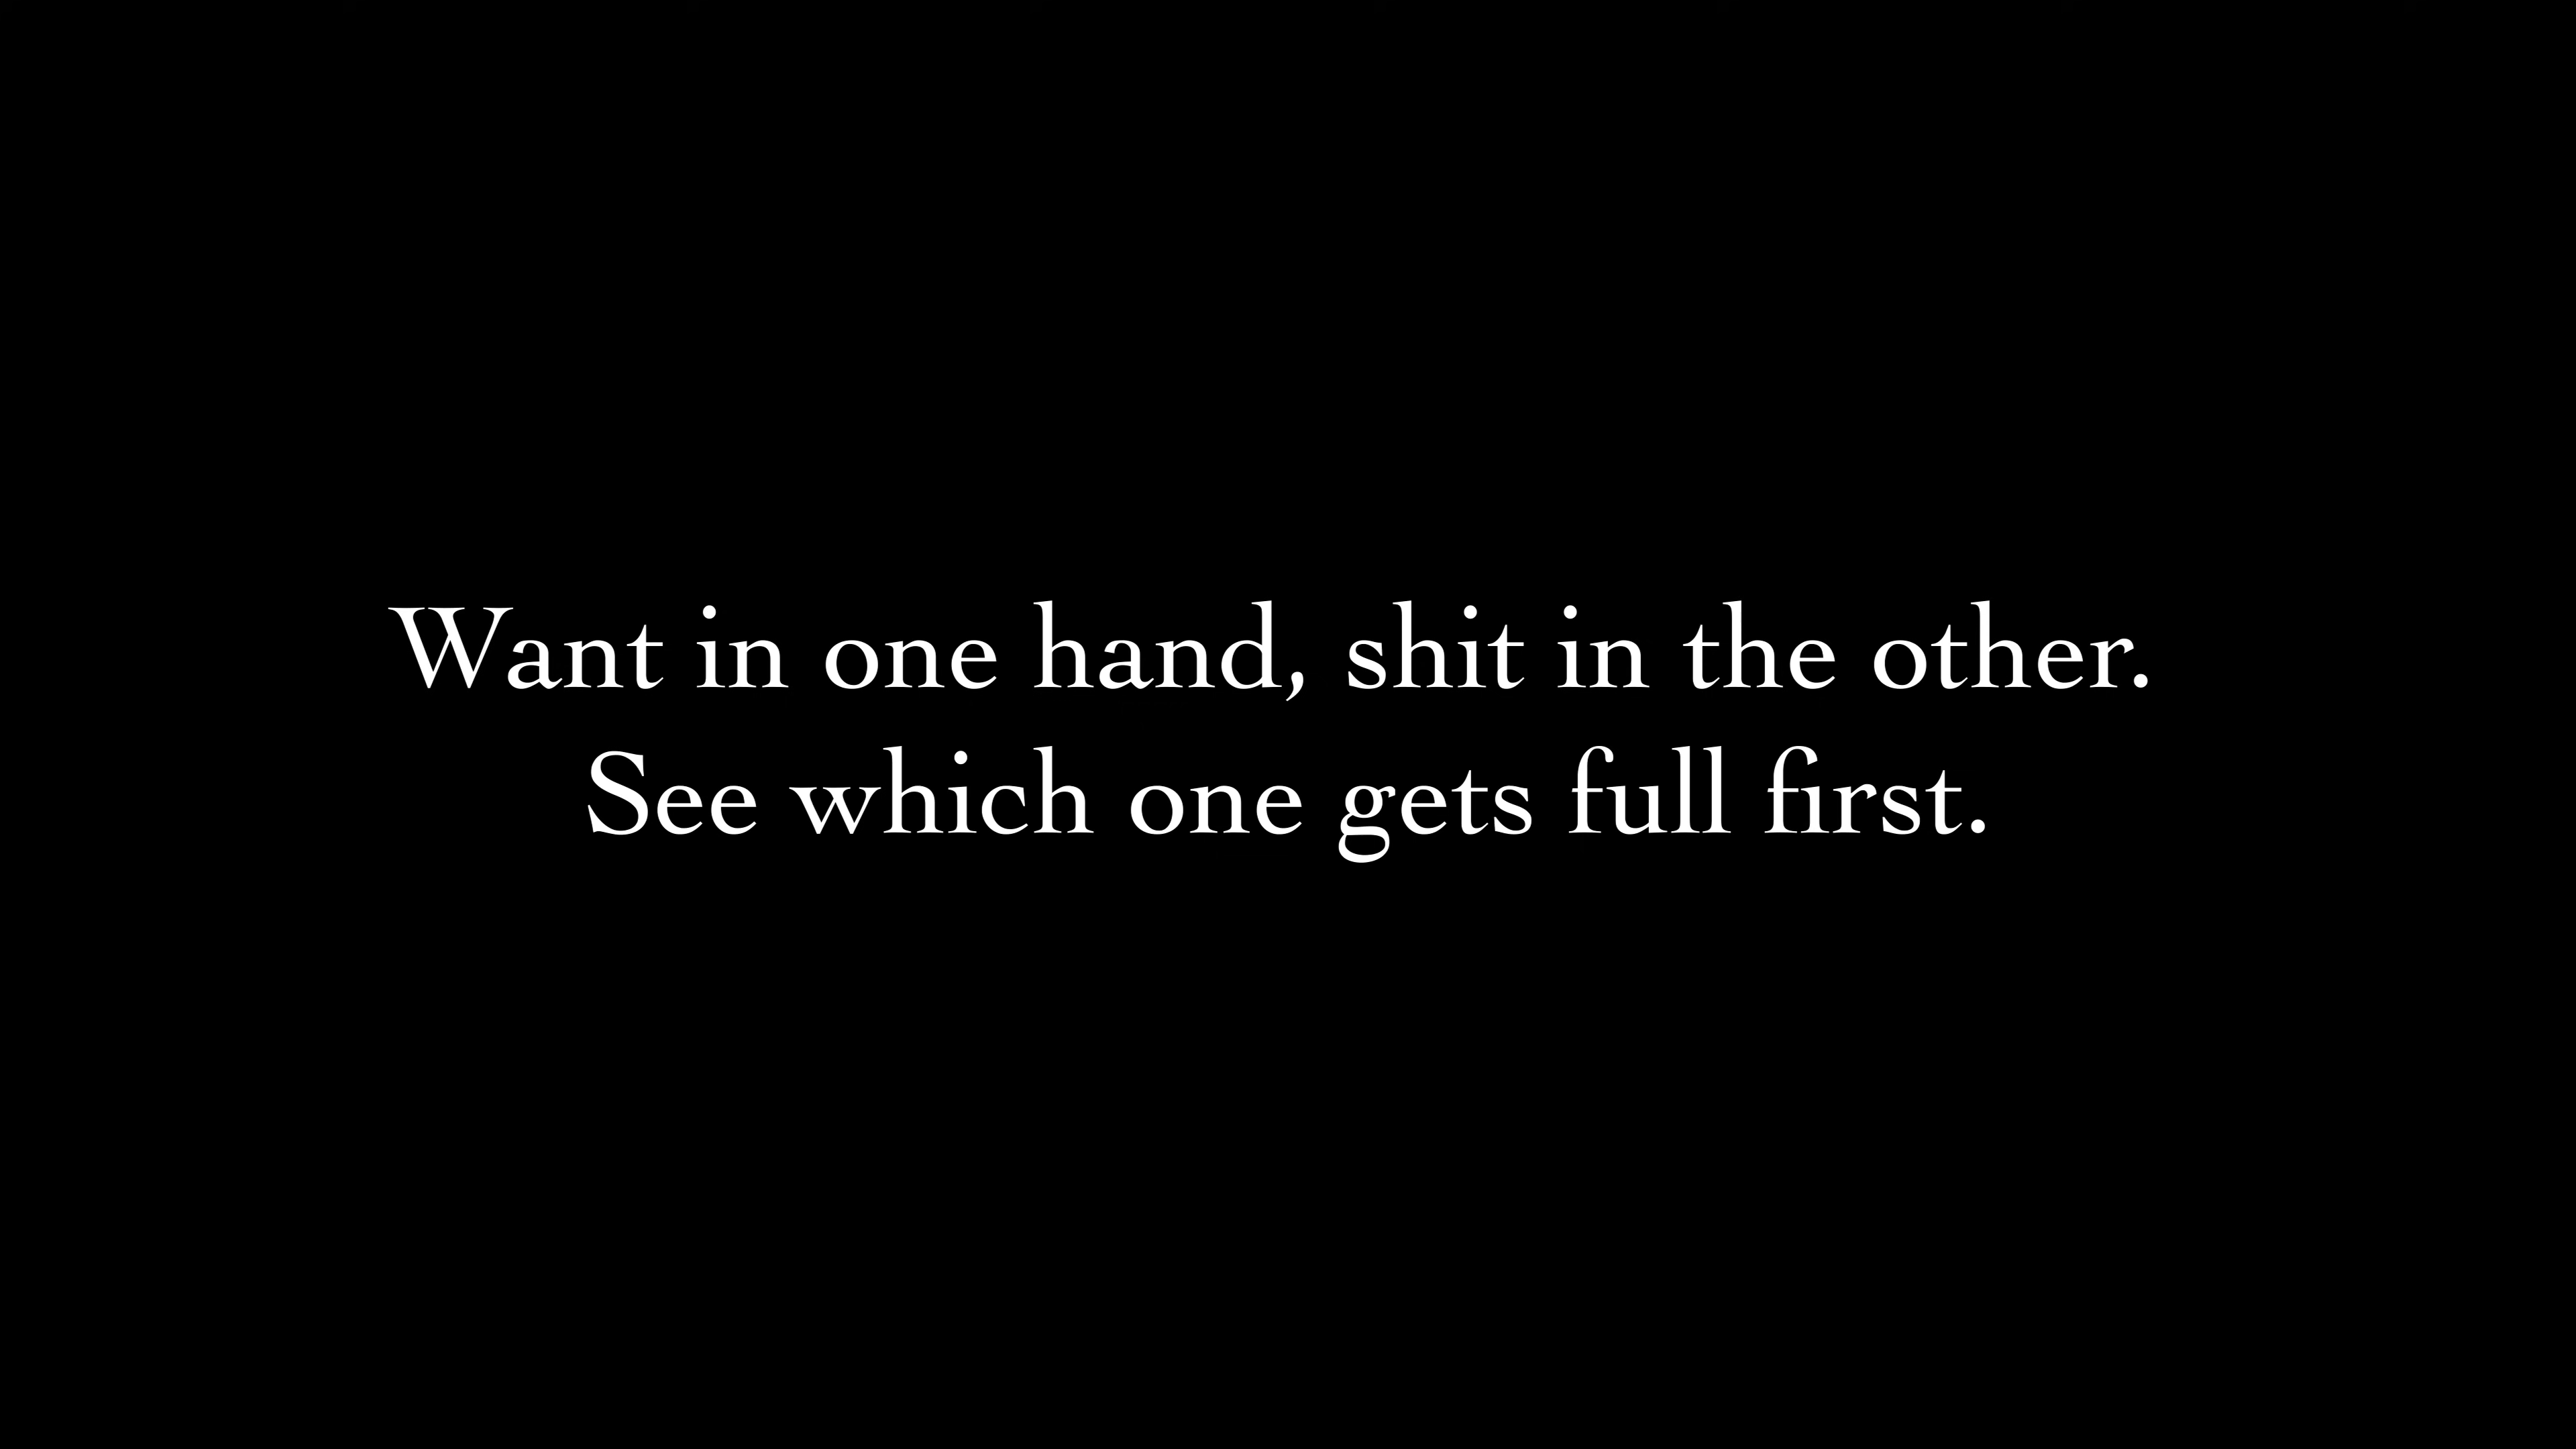 Want in one hand, shit in the other.
See which one gets full first.